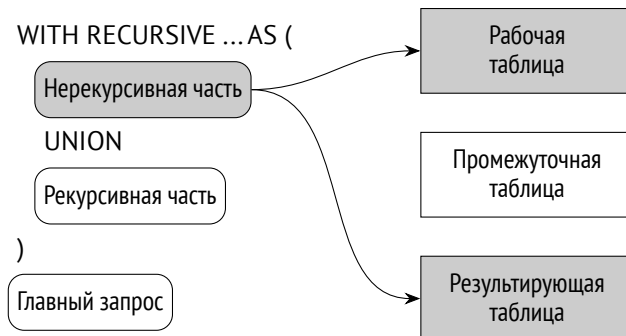 WITH RECURSIVE ... AS (
Нерекурсивная часть
UNION
Рекурсивная часть
)
Главный запрос
Рабочая
таблица
Промежуточная
таблица
Результирующая
таблица